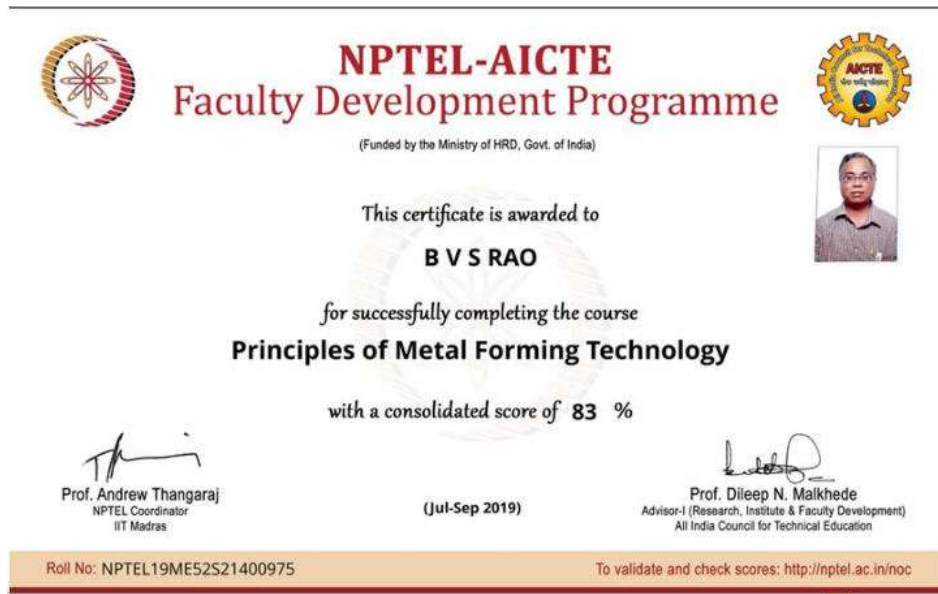 NPTEL-AICTE
Faculty Development Programme
(Funded by the Ministry of HRD, Govt. of India)
AICTE
This certificate is awarded to
B V S RAO
for successfully completing the course
Principles of Metal Forming Technology
with a consolidated score of 83 %
Prof. Andrew Thangaraj
NPTEL Coordinator
IIT Madras
(Jul-Sep 2019)
Prof. Dileep N. Malkhede
Advisor-I (Research, Institute & Faculty Development)
All India Council for Technical Education
Roll No: NPTEL19ME52S21400975
To validate and check scores: http://nptel.ac.in/noc